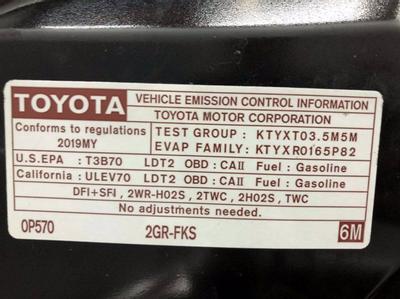 TOYOTA
VEHICLE EMISSION CONTROL INFORMATION
TOYOTA MOTOR CORPORATION
Conforms to regulations
2019MY
TEST GROUP : KTYXT03.5M5M
EVAP FAMILY: KTYXR0165P82
U.S.EPA : T3B70 LDT2 OBD : CAII Fuel : Gasoline
California : ULEV70 LDT2 OBD : CAII Fuel : Gasoline
DFI+SFI , 2WR-HO2S , 2TWC , 2HO2S , TWC
No adjustments needed.
0P570 2GR-FKS 6M